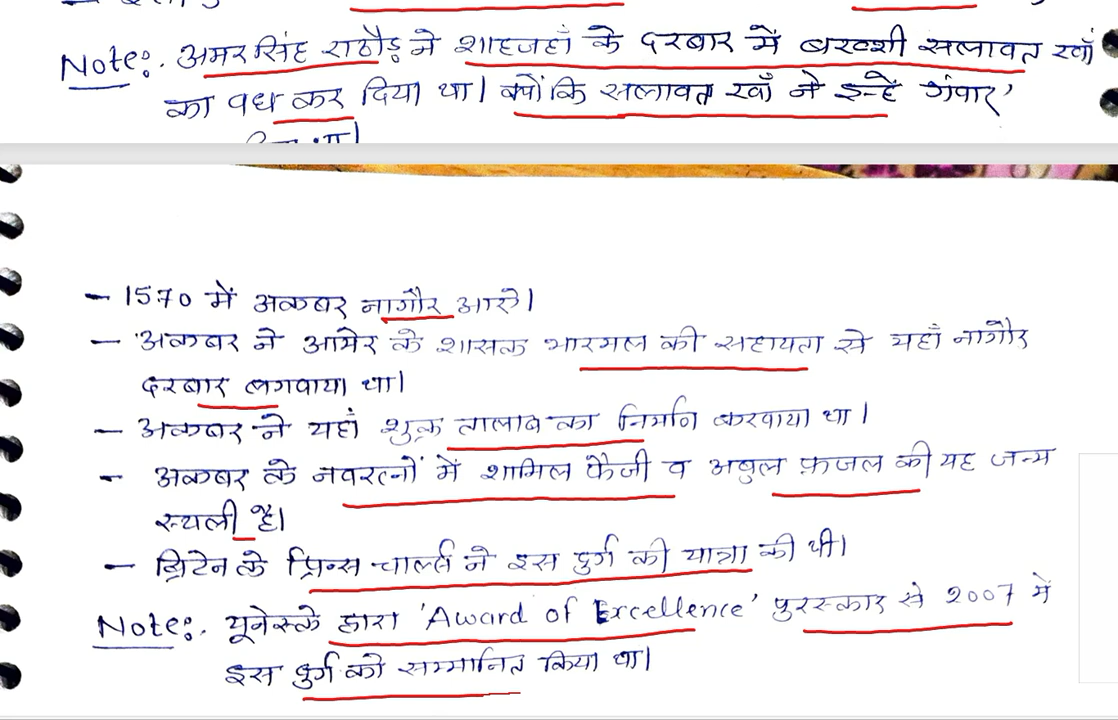 Note:. अमरसिंह राठौड़ ने शाहजहाँ के दरबार में बख्शी सलावत खाँ
का वध कर दिया था। क्योंकि सलावत खाँ ने इन्हें गंवार'
- 1570 में अकबर नागौर आऐ।
- अकबर ने आमेर के शासक भारमल की सहायता से यहाँ नागौर
दरबार लगवाया था।
- अकबर ने यहाँ शुक्र तालाब का निर्माण करवाया था।
- अकबर के नवरत्नों में शामिल फैजी व अबुल फ़जल की यह जन्म
स्थली है।
- ब्रिटेन के प्रिन्स चार्ल्स ने इस दुर्ग की यात्रा की थी।
Note:. यूनेस्को द्वारा 'Award of Excellence' पुरस्कार से 2007 में
इस दुर्ग को सम्मानित किया था।